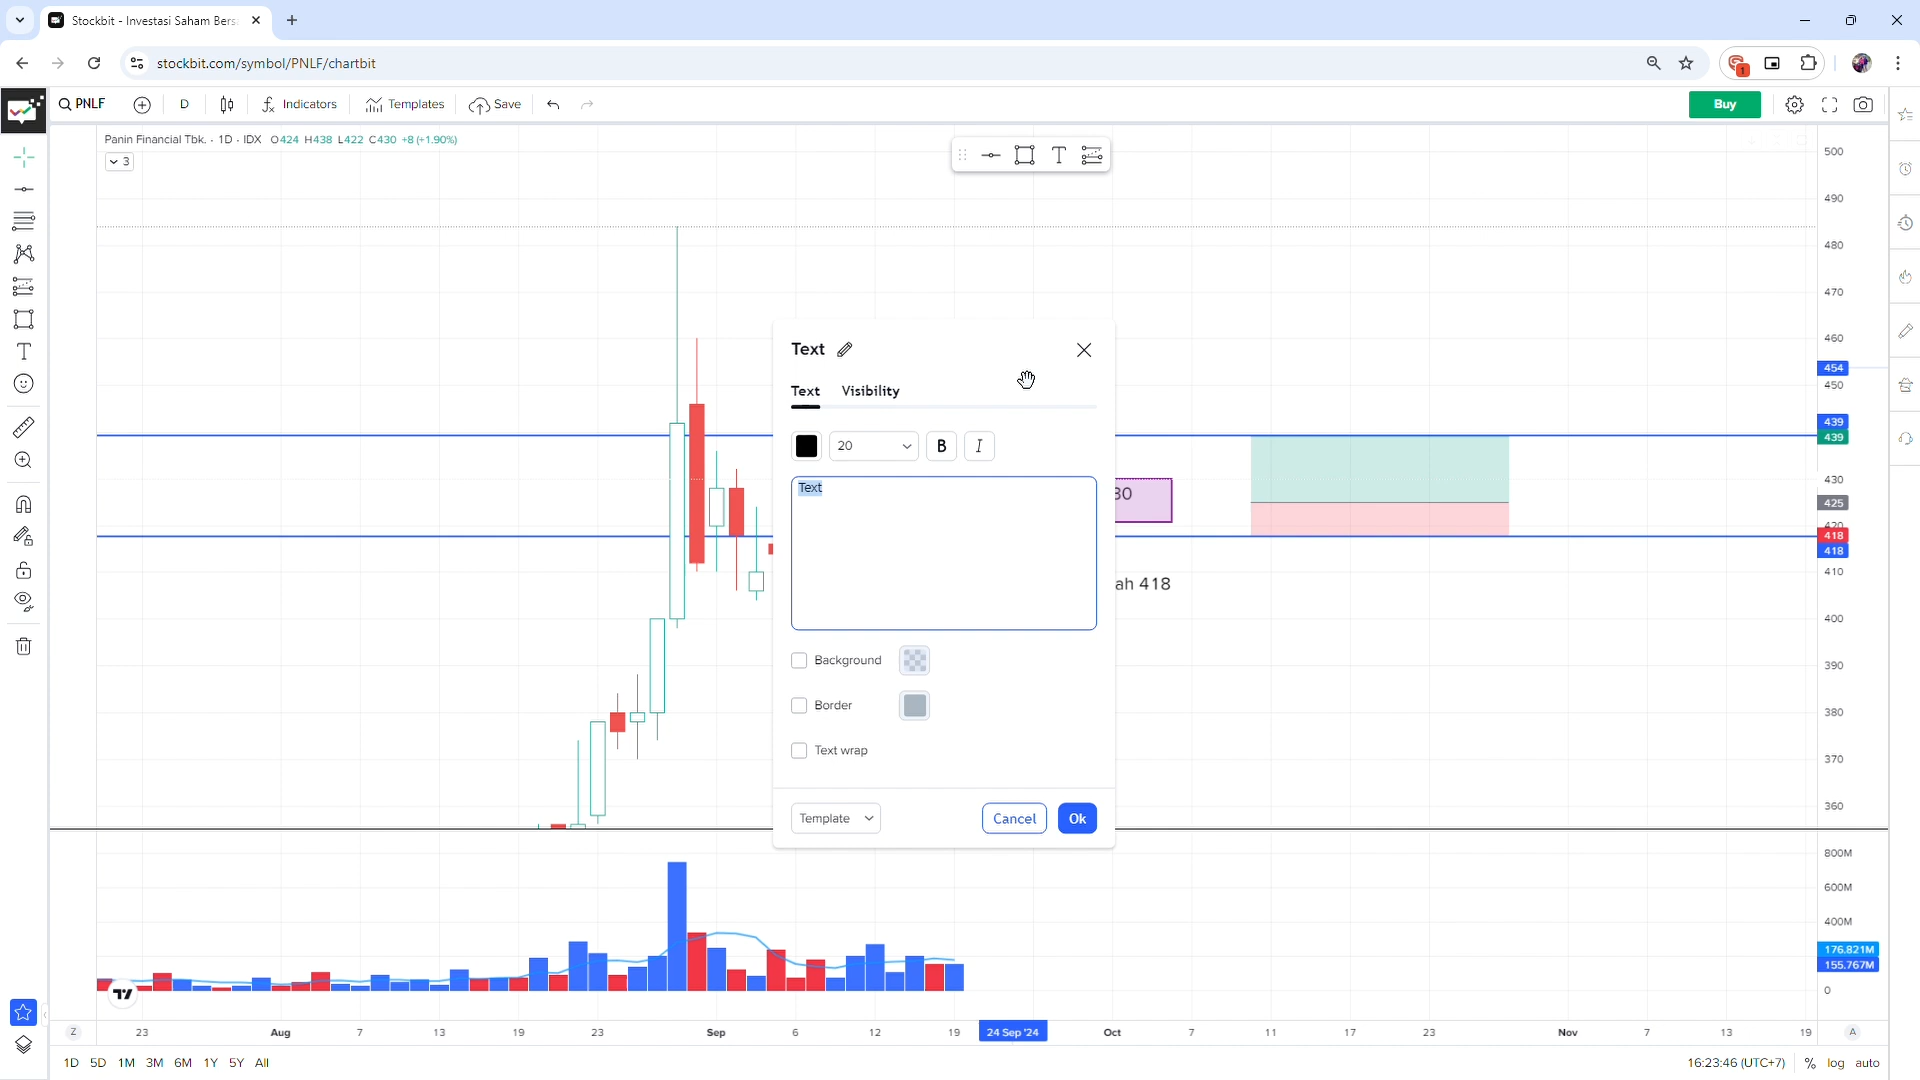 Stockbit - Investasi Saham Bers
stockbit.com/symbol/PNLF/chartbit
1
PNLF
D
Indicators
Templates
Save
Buy
Panin Financial Tbk. · 1D · IDX O424 H438 L422 C430 +8 (+1.90%)
3
500
490
480
470
460
454
450
439
439
430
425
420
418
418
410
400
390
380
370
360
Text
Text Visibility
20 B I
Text
Background
Border
Text wrap
Template Cancel Ok
30
ah 418
800M
600M
400M
176.821M
155.767M
0
Z 23 Aug 7 13 19 23 Sep 6 12 19 24 Sep '24 Oct 7 11 17 23 Nov 7 13 19 A
1D 5D 1M 3M 6M 1Y 5Y All
16:23:46 (UTC+7) % log auto